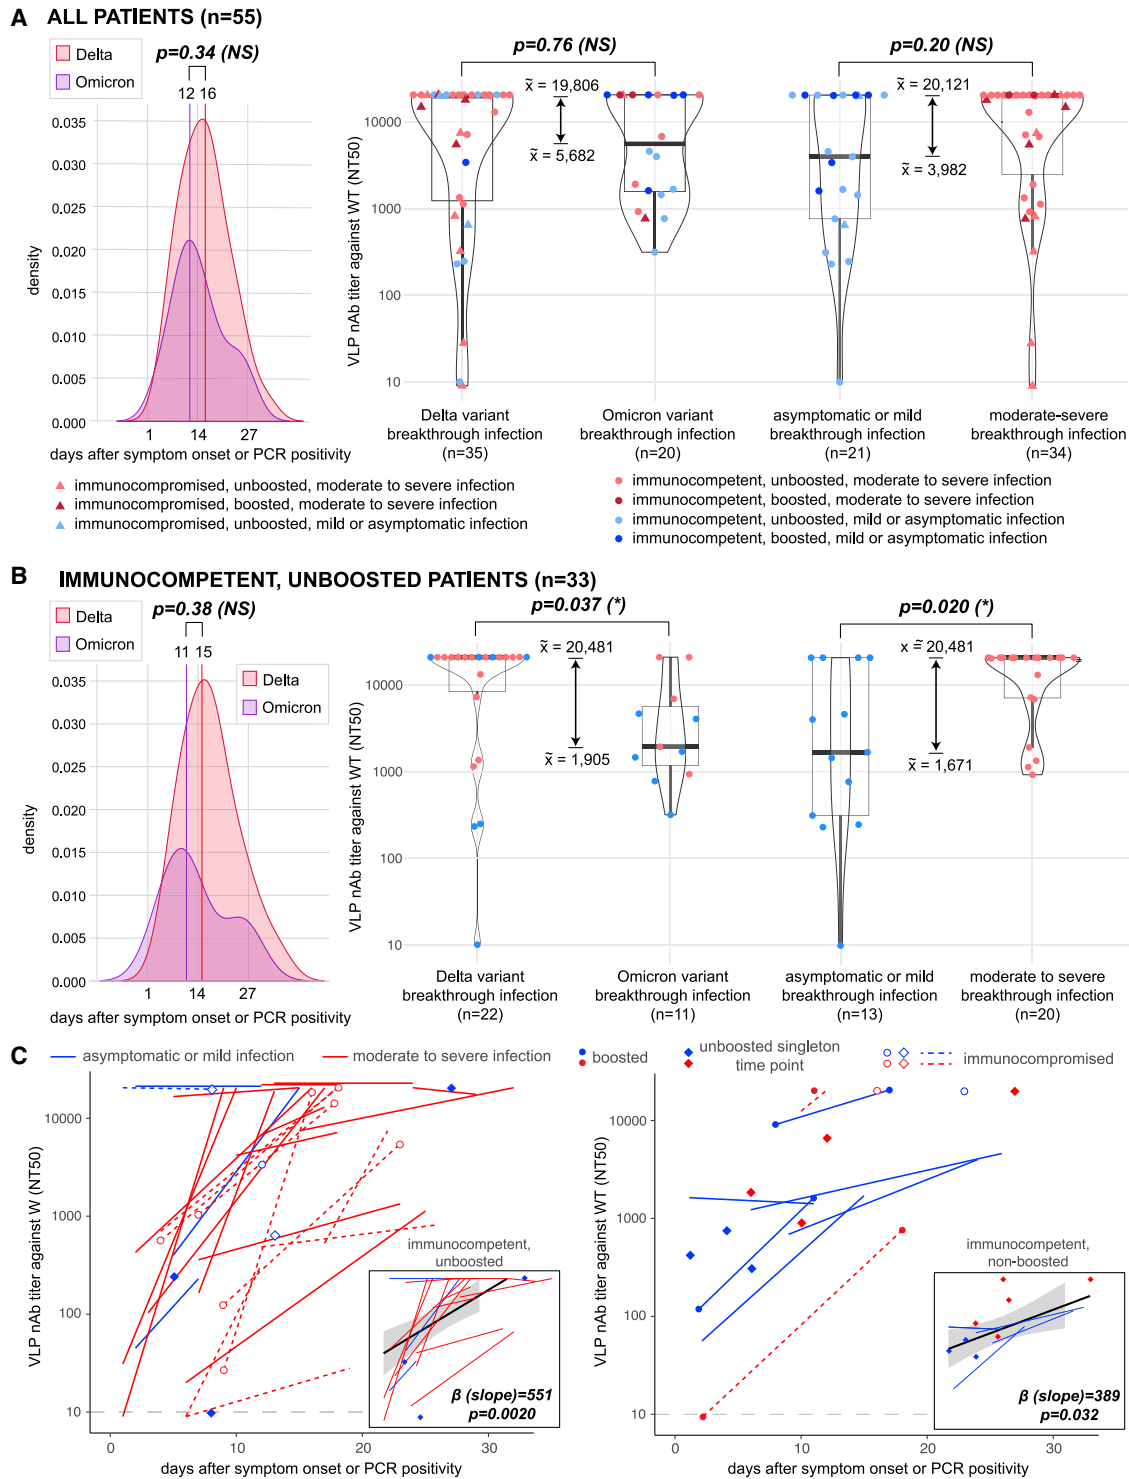 A ALL PATIENTS (n=55)
Delta
Omicron
p=0.34 (NS)
12 16
0.035
0.030
0.025
0.020
0.015
0.010
0.005
0.000
density
1 14 27
days after symptom onset or PCR positivity
p=0.76 (NS)
x̃ = 19,806
x̃ = 5,682
p=0.20 (NS)
x̃ = 20,121
x̃ = 3,982
VLP nAb titer against WT (NT50)
10000
1000
100
10
Delta variant
breakthrough infection
(n=35)
Omicron variant
breakthrough infection
(n=20)
asymptomatic or mild
breakthrough infection
(n=21)
moderate-severe
breakthrough infection
(n=34)
immunocompromised, unboosted, moderate to severe infection
immunocompromised, boosted, moderate to severe infection
immunocompromised, unboosted, mild or asymptomatic infection
immunocompetent, unboosted, moderate to severe infection
immunocompetent, boosted, moderate to severe infection
immunocompetent, unboosted, mild or asymptomatic infection
immunocompetent, boosted, mild or asymptomatic infection
B IMMUNOCOMPETENT, UNBOOSTED PATIENTS (n=33)
Delta
Omicron
p=0.38 (NS)
11 15
Delta
Omicron
0.035
0.030
0.025
0.020
0.015
0.010
0.005
0.000
density
1 14 27
days after symptom onset or PCR positivity
p=0.037 (*)
x̃ = 20,481
x̃ = 1,905
p=0.020 (*)
x̃ = 20,481
x̃ = 1,671
VLP nAb titer against WT (NT50)
10000
1000
100
10
Delta variant
breakthrough infection
(n=22)
Omicron variant
breakthrough infection
(n=11)
asymptomatic or mild
breakthrough infection
(n=13)
moderate to severe
breakthrough infection
(n=20)
C asymptomatic or mild infection
moderate to severe infection
boosted
unboosted singleton
time point
immunocompromised
VLP nAb titer against W (NT50)
10000
1000
100
10
immunocompetent,
unboosted
β (slope)=551
p=0.0020
0 10 20 30
days after symptom onset or PCR positivity
VLP nAb titer against WT (NT50)
10000
1000
100
10
immunocompetent,
non-boosted
β (slope)=389
p=0.032
0 10 20 30
days after symptom onset or PCR positivity